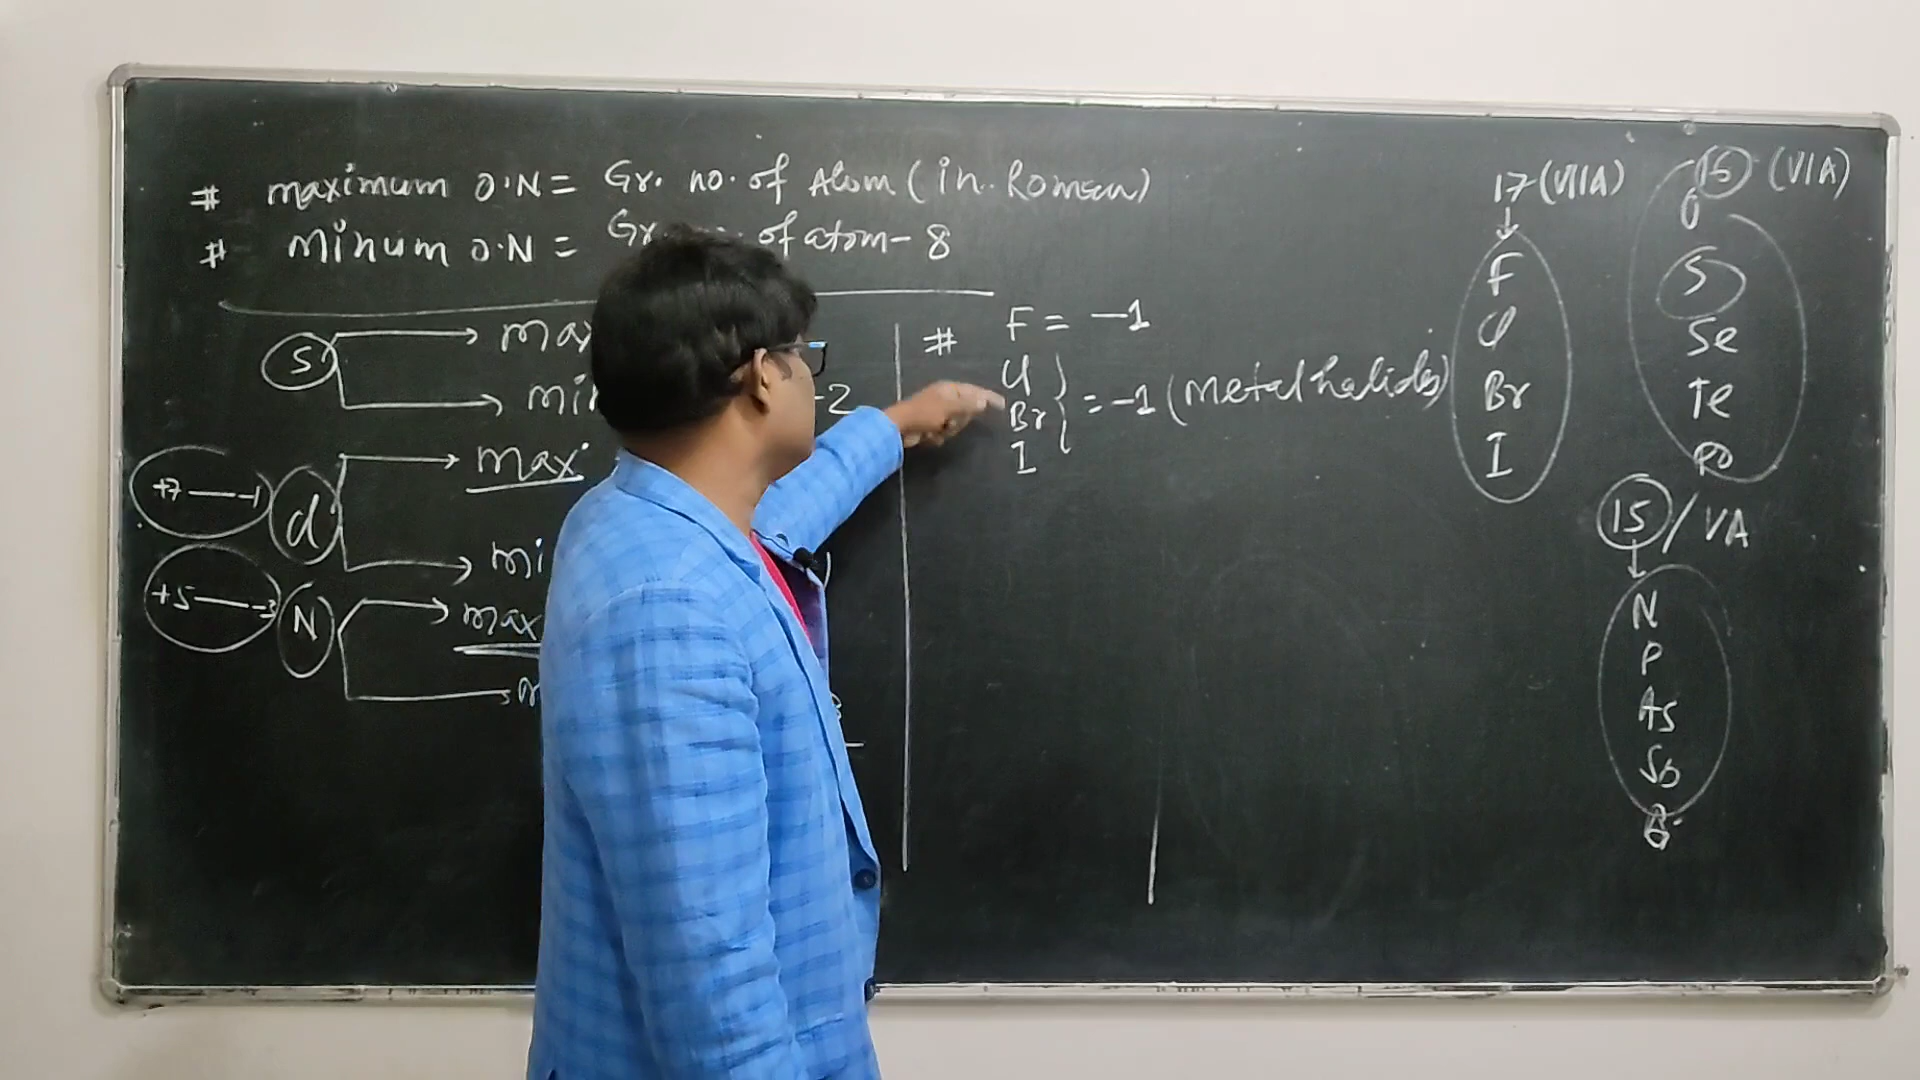 # maximum O.N = Gr. no. of Atom (in. Roman)
# minum O.N = Gr. no. of atom - 8
S → max
→ min -2
+7 — -1 Cl → max
→ mi
+5 — -3 N → max
# F = -1
Cl
Br } = -1 (Metal halides)
I
17 (VIIA)
↓
F
Cl
Br
I
16 (VIA)
O
S
Se
Te
Po
15 / VA
↓
N
P
As
Sb